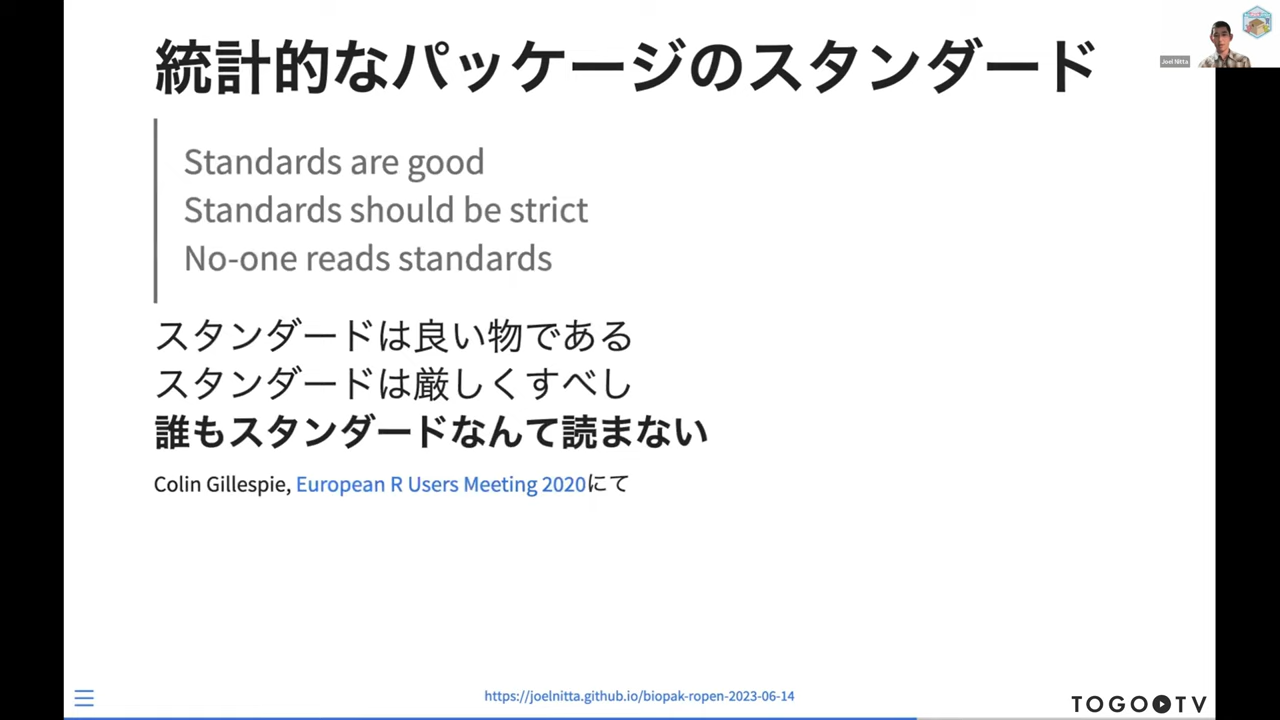 統計的なパッケージのスタンダード
Joel Nitta
Standards are good
Standards should be strict
No-one reads standards
スタンダードは良い物である
スタンダードは厳しくすべし
誰もスタンダードなんて読まない
Colin Gillespie, European R Users Meeting 2020にて
https://joelnitta.github.io/biopak-ropen-2023-06-14
TOGO TV